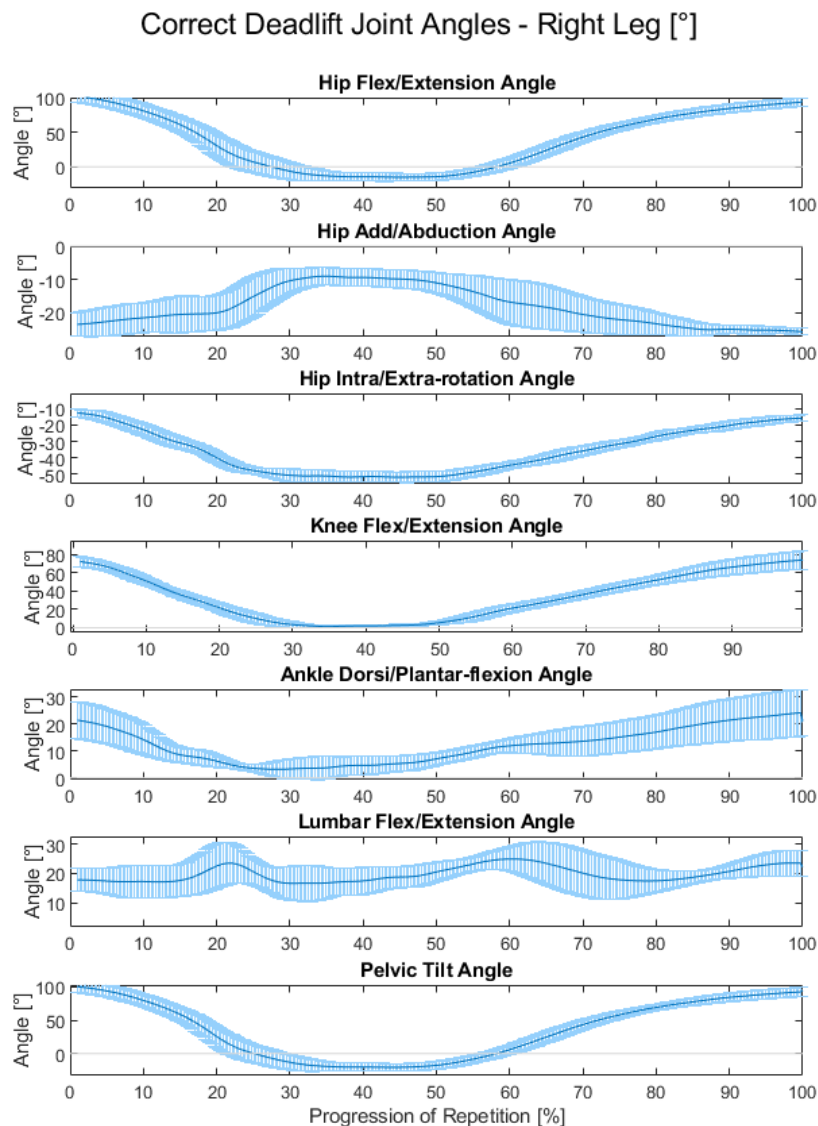 Correct Deadlift Joint Angles - Right Leg [°]
Hip Flex/Extension Angle
Angle [°]
100
50
0
0 10 20 30 40 50 60 70 80 90 100
Hip Add/Abduction Angle
Angle [°]
0
-10
-20
0 10 20 30 40 50 60 70 80 90 100
Hip Intra/Extra-rotation Angle
Angle [°]
-10
-20
-30
-40
-50
0 10 20 30 40 50 60 70 80 90 100
Knee Flex/Extension Angle
Angle [°]
80
60
40
20
0
0 10 20 30 40 50 60 70 80 90
Ankle Dorsi/Plantar-flexion Angle
Angle [°]
30
20
10
0
0 10 20 30 40 50 60 70 80 90 100
Lumbar Flex/Extension Angle
Angle [°]
30
20
10
0 10 20 30 40 50 60 70 80 90 100
Pelvic Tilt Angle
Angle [°]
100
50
0
0 10 20 30 40 50 60 70 80 90 100
Progression of Repetition [%]